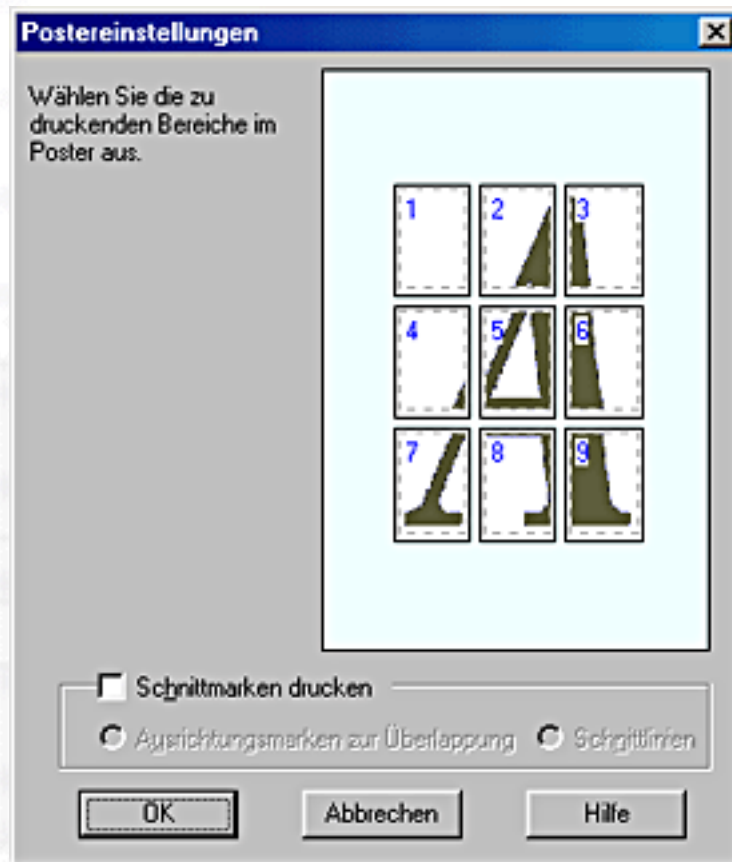 Postereinstellungen
Wählen Sie die zu
druckenden Bereiche im
Poster aus.
1 2 3
4 5 6
7 8 9
Schnittmarken drucken
Ausrichtungsmarken zur Überlappung Schnittlinien
OK Abbrechen Hilfe